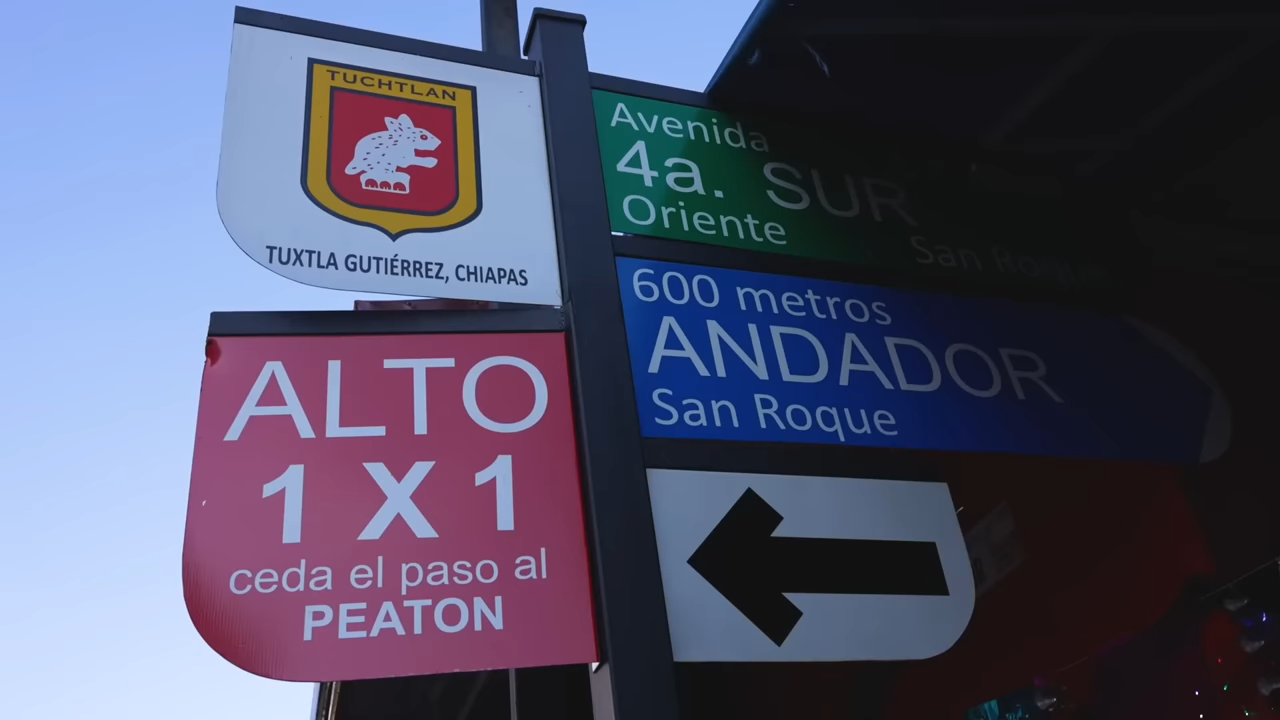 TUCHTLAN
TUXTLA GUTIÉRREZ, CHIAPAS
ALTO
1 X 1
ceda el paso al
PEATON
Avenida
4a. SUR
Oriente
San Roque
600 metros
ANDADOR
San Roque